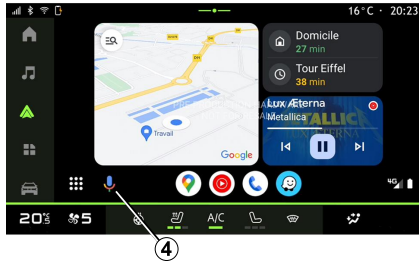 16°C · 20:23
Domicile
27 min
Tour Eiffel
38 min
Travail
Google
Lux Æterna
Metallica
4G
20°5
5
A/C
4